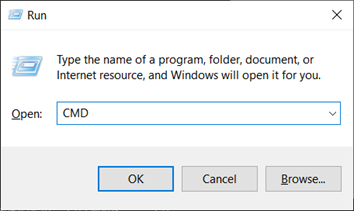 Run
Type the name of a program, folder, document, or
Internet resource, and Windows will open it for you.
Open: CMD
OK Cancel Browse...